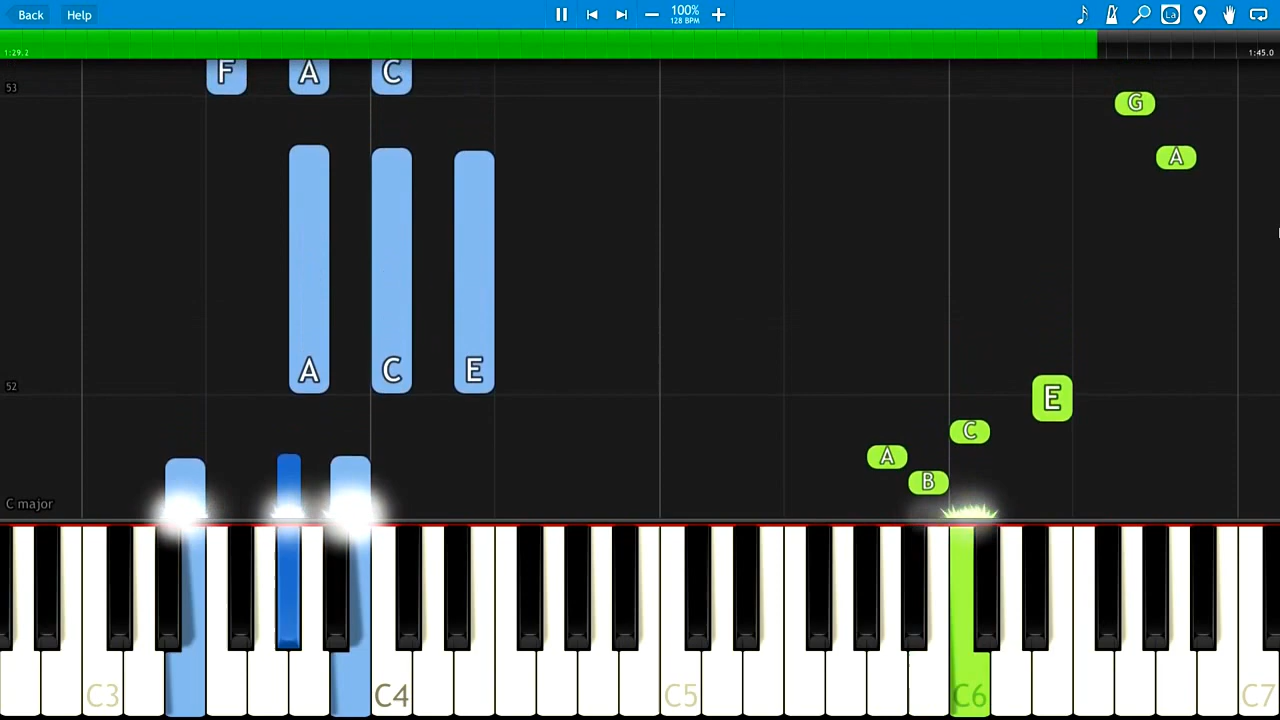 Back Help 100% La
128 BPM
1:29.2 1:45.0
F A C
53
G
A
A C E
52
E
C
A
B
C major
C3 C4 C5 C6 C7